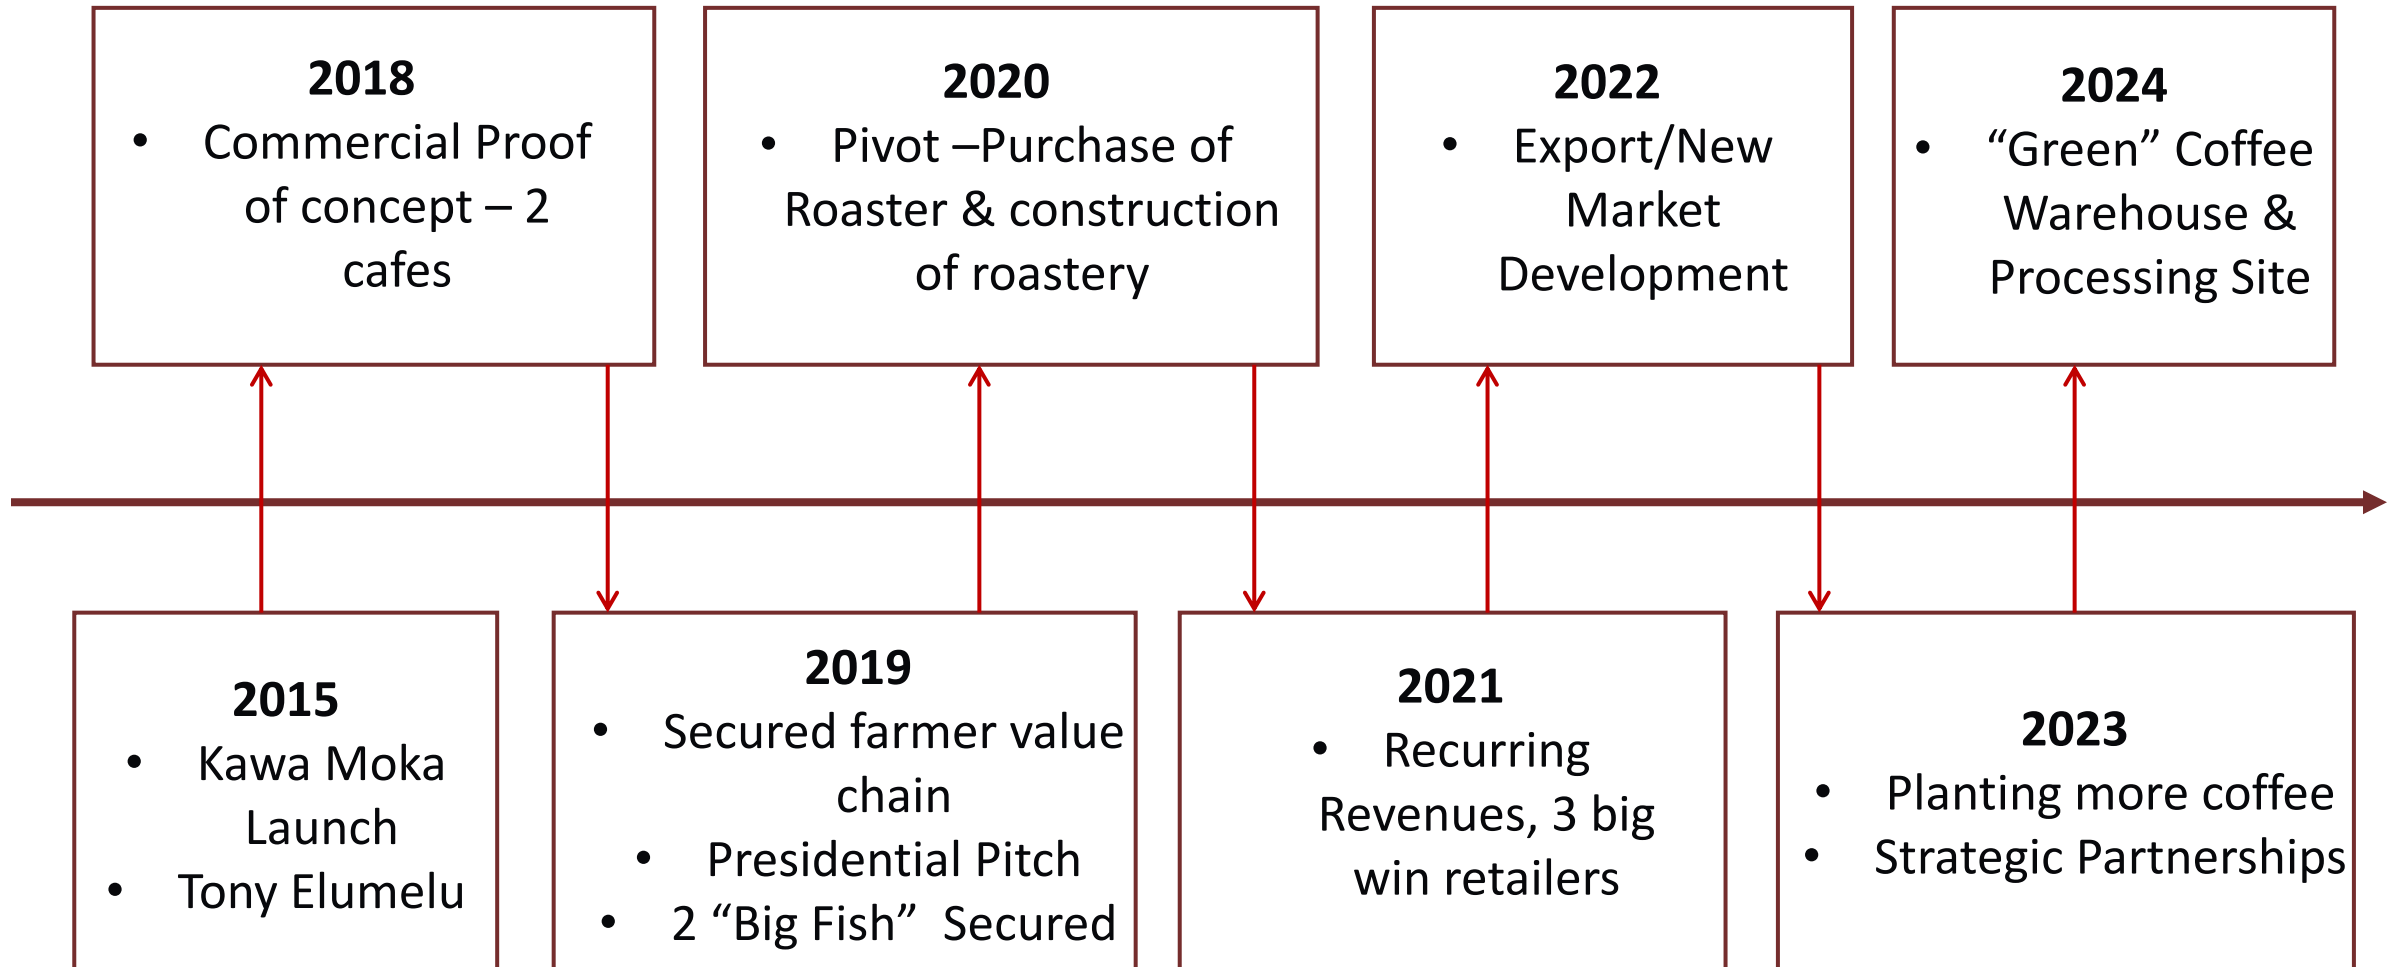 2018
• Commercial Proof
of concept – 2
cafes
2020
• Pivot –Purchase of
Roaster & construction
of roastery
2022
• Export/New
Market
Development
2024
• “Green” Coffee
Warehouse &
Processing Site
2015
• Kawa Moka
Launch
• Tony Elumelu
2019
• Secured farmer value
chain
• Presidential Pitch
• 2 “Big Fish”  Secured
2021
• Recurring
Revenues, 3 big
win retailers
2023
• Planting more coffee
• Strategic Partnerships